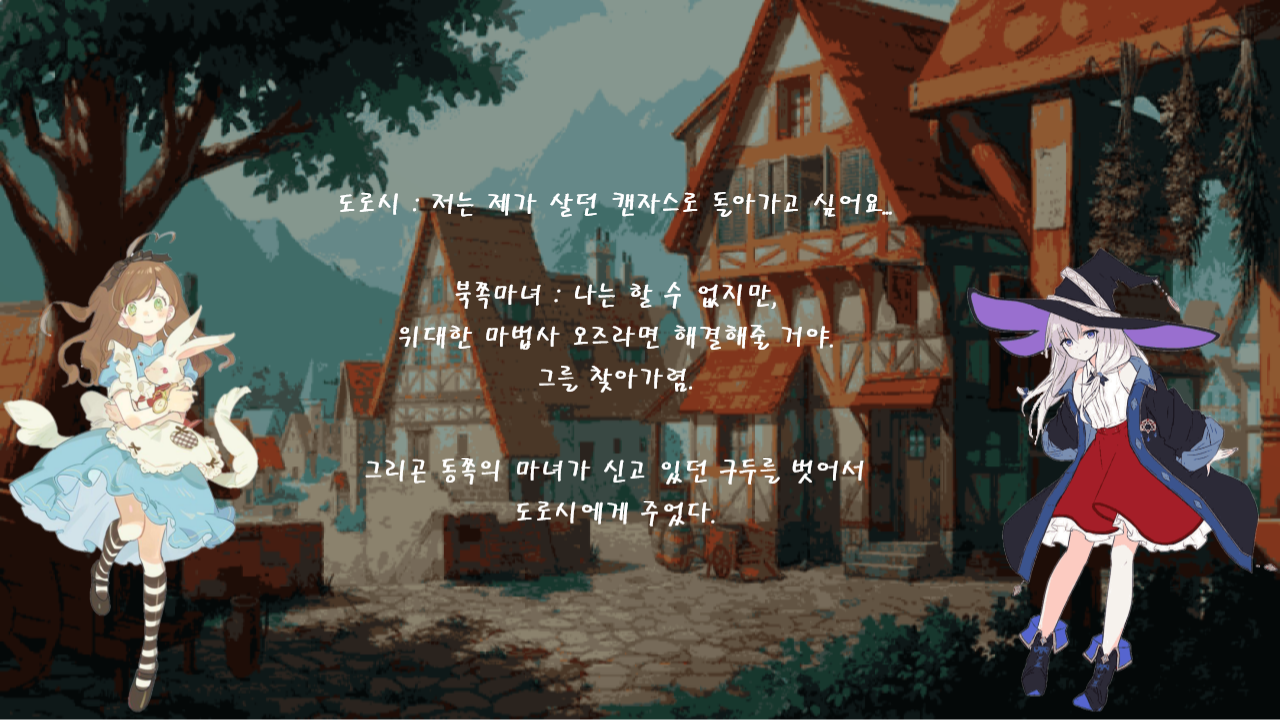 도로시 : 저는 제가 살던 캔자스로 돌아가고 싶어요...
북쪽마녀 : 나는 할 수 없지만,
위대한 마법사 오즈라면 해결해줄 거야.
그를 찾아가렴.
그리곤 동쪽의 마녀가 신고 있던 구두를 벗어서
도로시에게 주었다.